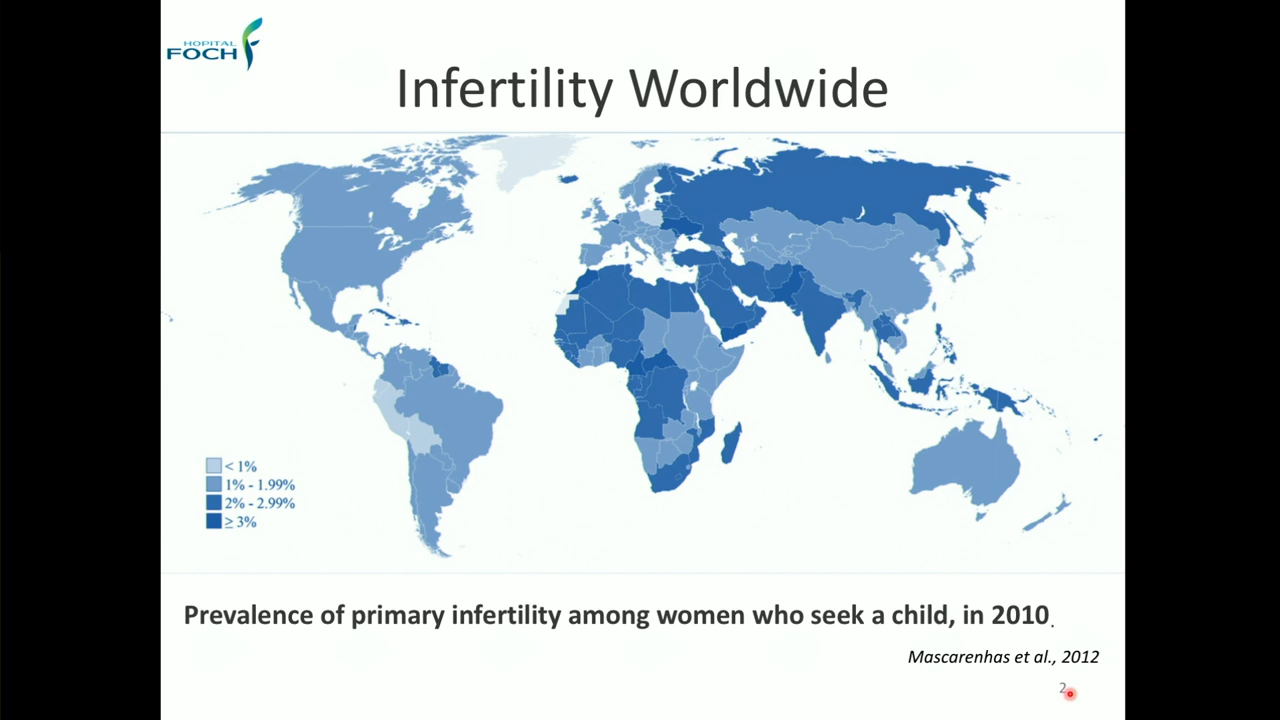 HOPITAL
FOCH
Infertility Worldwide
< 1%
1% - 1.99%
2% - 2.99%
≥ 3%
Prevalence of primary infertility among women who seek a child, in 2010.
Mascarenhas et al., 2012
2